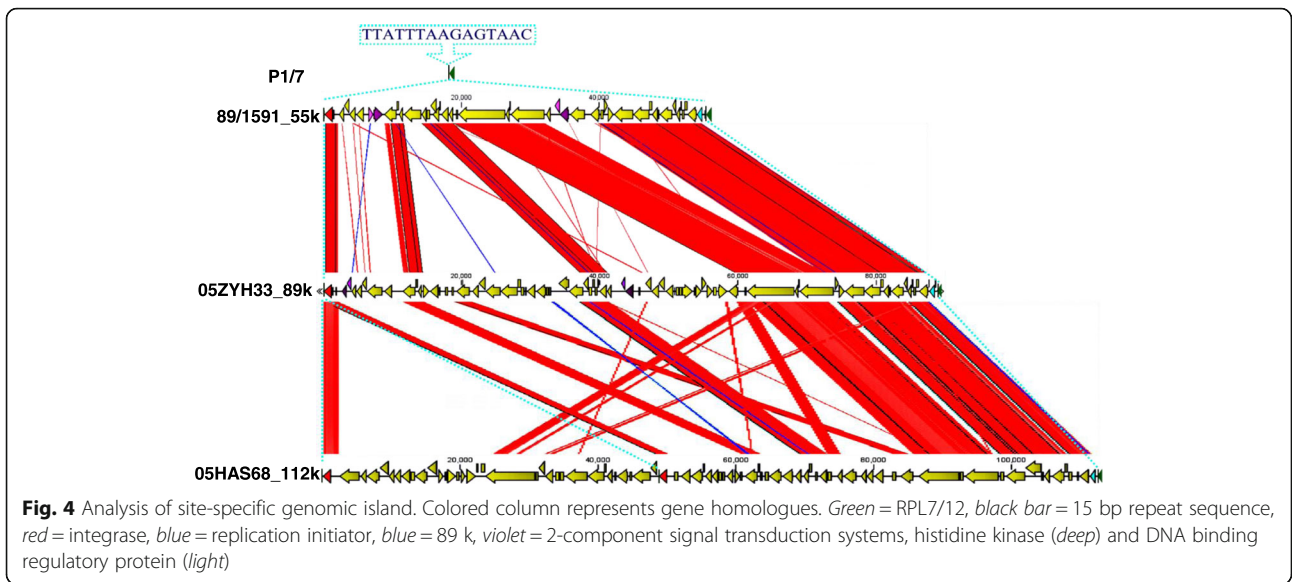 TTATTTAAGAGTAAC
P1/7
20,000 40,000
89/1591_55k
20,000 40,000 60,000 80,000
05ZYH33_89k
20,000 40,000 60,000 80,000 100,000
05HAS68_112k
Fig. 4 Analysis of site-specific genomic island. Colored column represents gene homologues. Green = RPL7/12, black bar = 15 bp repeat sequence,
red = integrase, blue = replication initiator, blue = 89 k, violet = 2-component signal transduction systems, histidine kinase (deep) and DNA binding
regulatory protein (light)